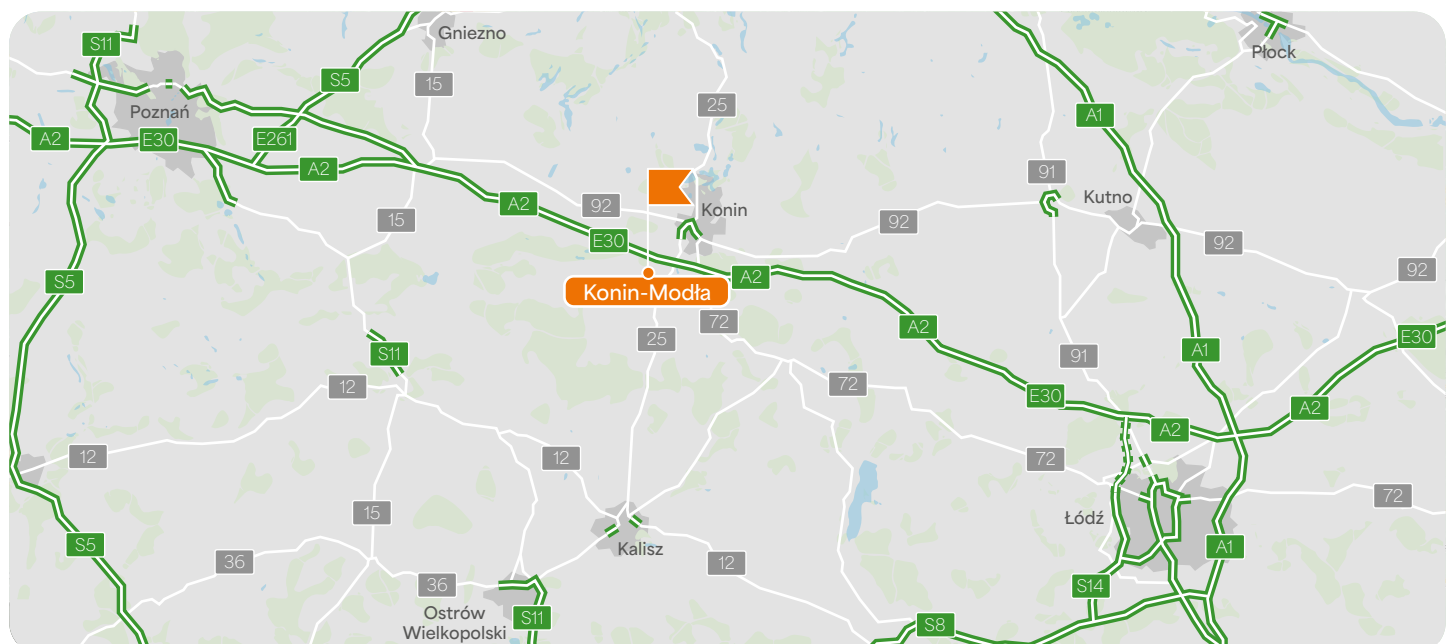 Gniezno
S11
Płock
S5
15
25
Poznań
A1
A2
E30
E261
A2
91
A2
92
Kutno
15
Konin
92
E30
92
92
S5
A2
Konin-Modła
72
A2
25
E30
A1
S11
91
12
72
E30
A2
A2
12
12
72
72
15
Łódź
S5
Kalisz
A1
36
12
36
S14
Ostrów
Wielkopolski
S11
S8